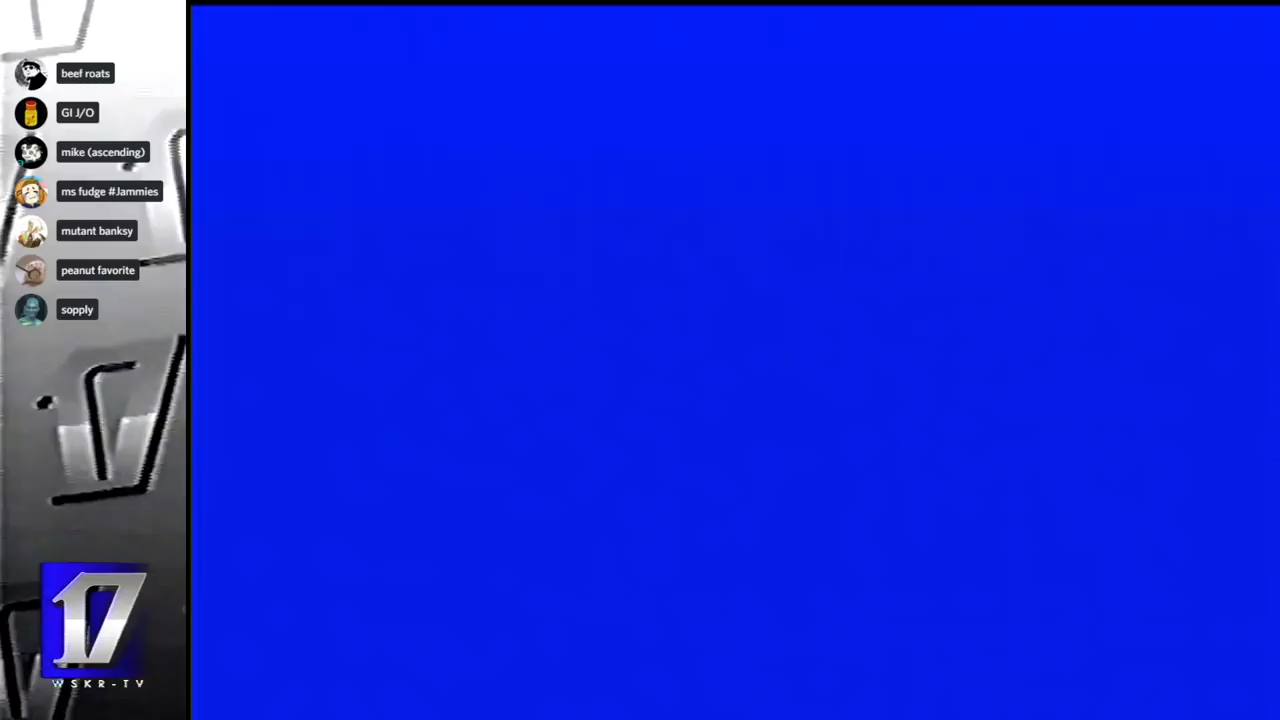 beef roats
GI J/O
mike (ascending)
ms fudge #Jammies
mutant banksy
peanut favorite
sopply
17
WSKR-TV